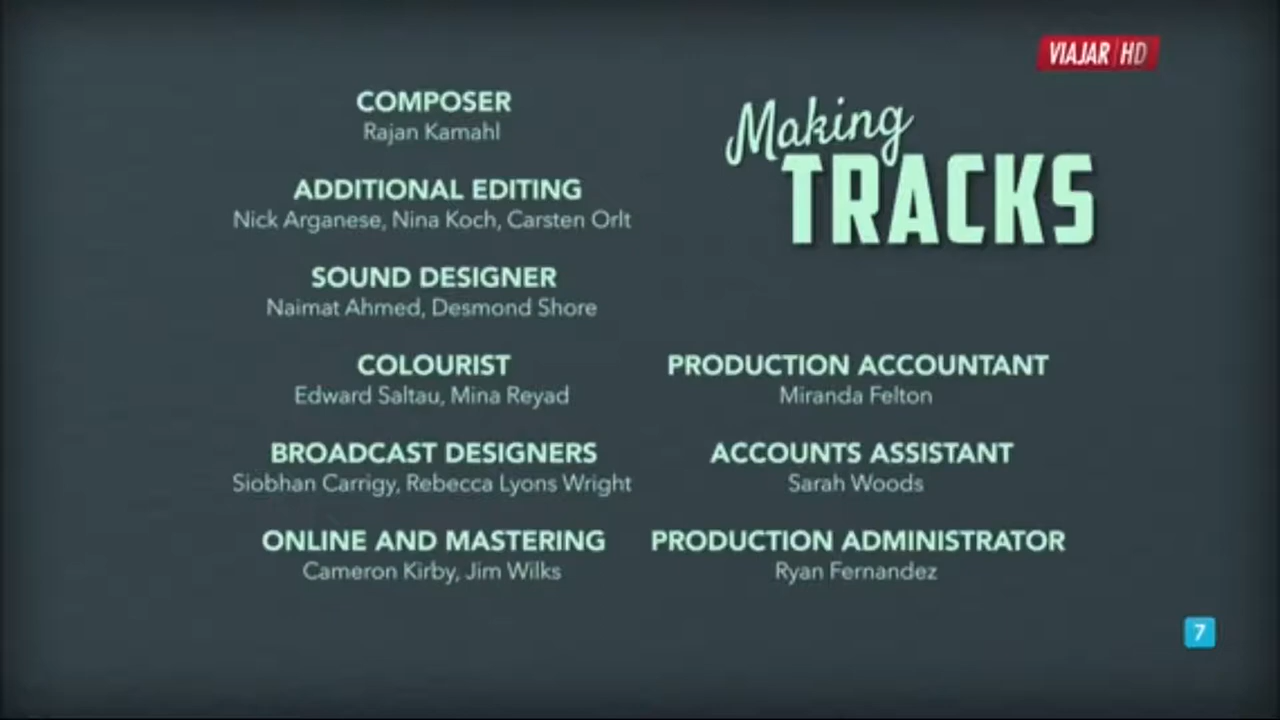 VIAJAR HD
Making
TRACKS
COMPOSER
Rajan Kamahl
ADDITIONAL EDITING
Nick Arganese, Nina Koch, Carsten Orlt
SOUND DESIGNER
Naimat Ahmed, Desmond Shore
COLOURIST
Edward Saltau, Mina Reyad
BROADCAST DESIGNERS
Siobhan Carrigy, Rebecca Lyons Wright
ONLINE AND MASTERING
Cameron Kirby, Jim Wilks
PRODUCTION ACCOUNTANT
Miranda Felton
ACCOUNTS ASSISTANT
Sarah Woods
PRODUCTION ADMINISTRATOR
Ryan Fernandez
7